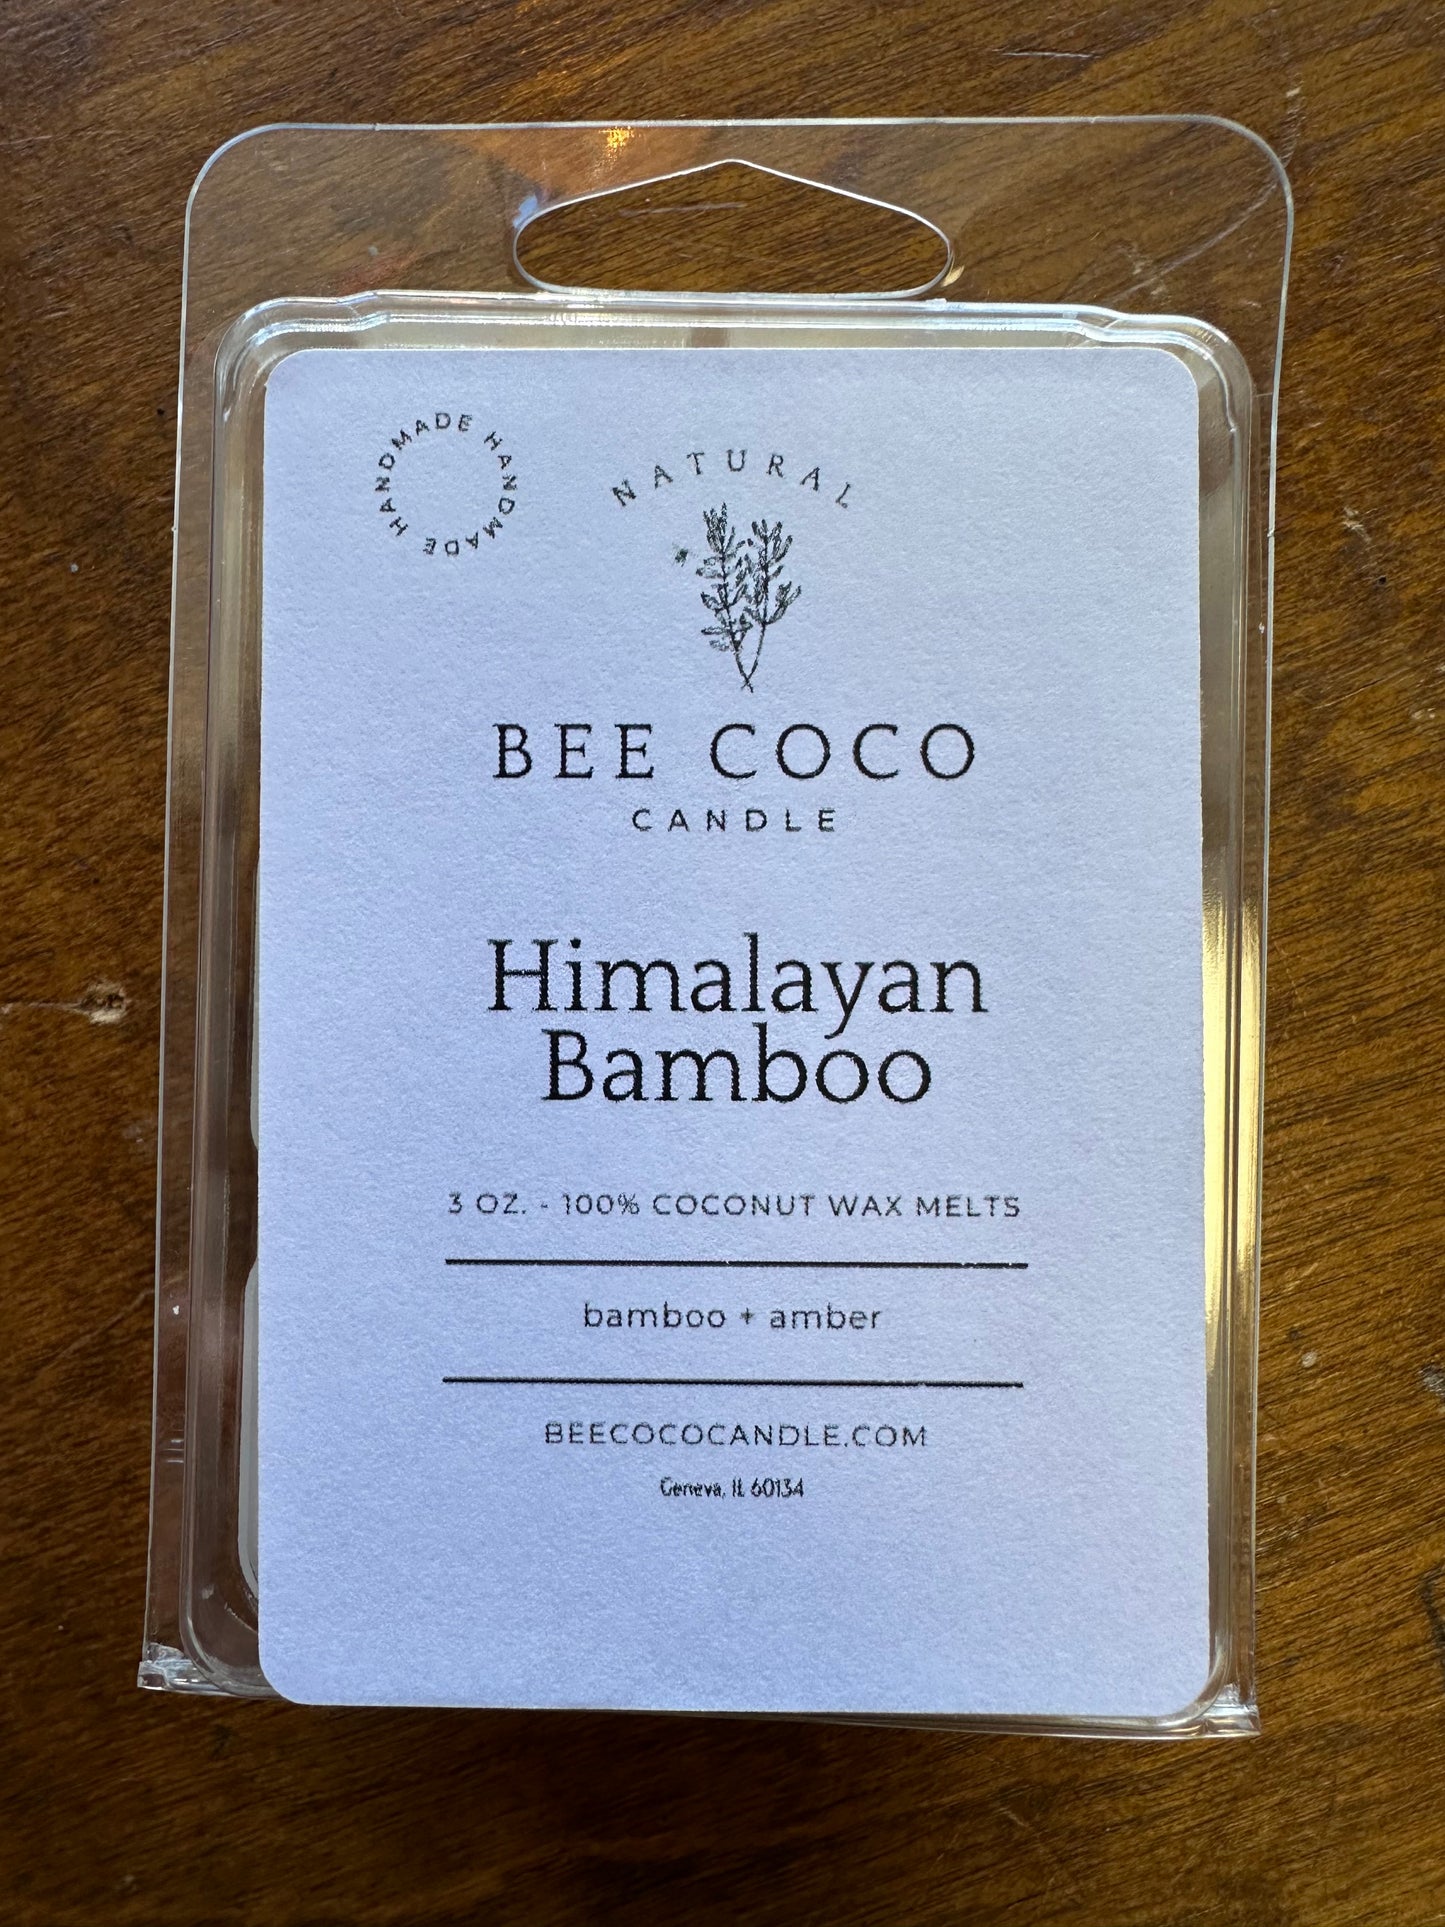 HANDMADE HANDMADE HANDMADE
NATURAL
BEE COCO
CANDLE
Himalayan
Bamboo
3 OZ. - 100% COCONUT WAX MELTS
bamboo + amber
BEECOCOCANDLE.COM
Geneva, IL 60134